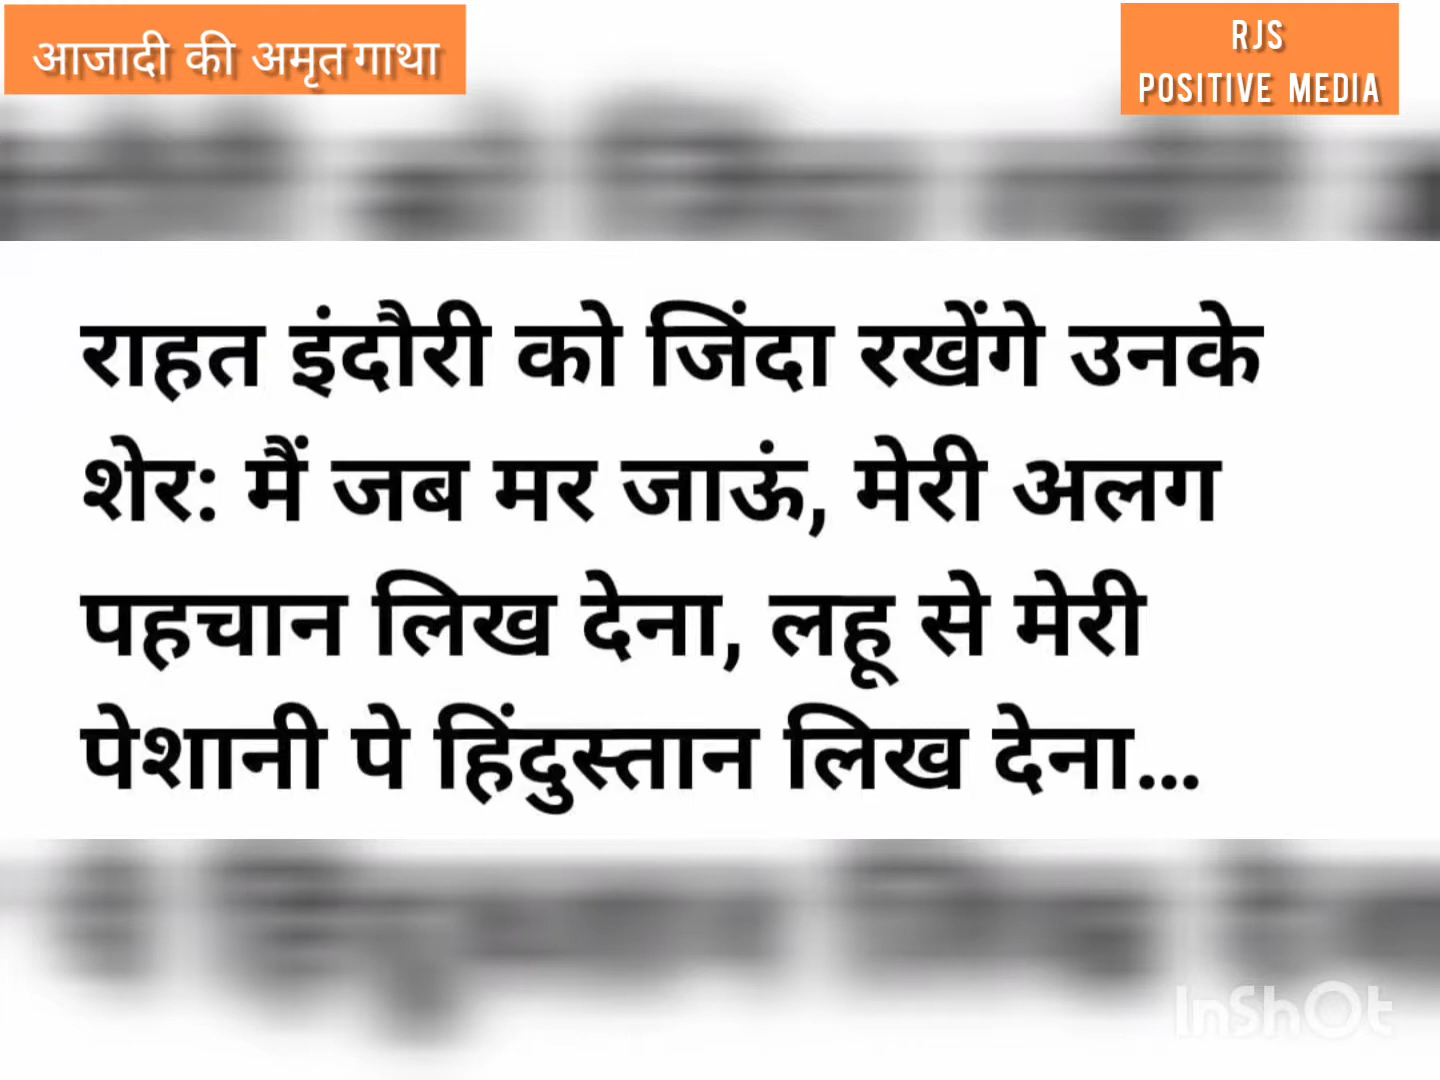 आजादी की अमृत गाथा
RJS
POSITIVE MEDIA
राहत इंदौरी को जिंदा रखेंगे उनके
शेर: मैं जब मर जाऊं, मेरी अलग
पहचान लिख देना, लहू से मेरी
पेशानी पे हिंदुस्तान लिख देना...
InShOt